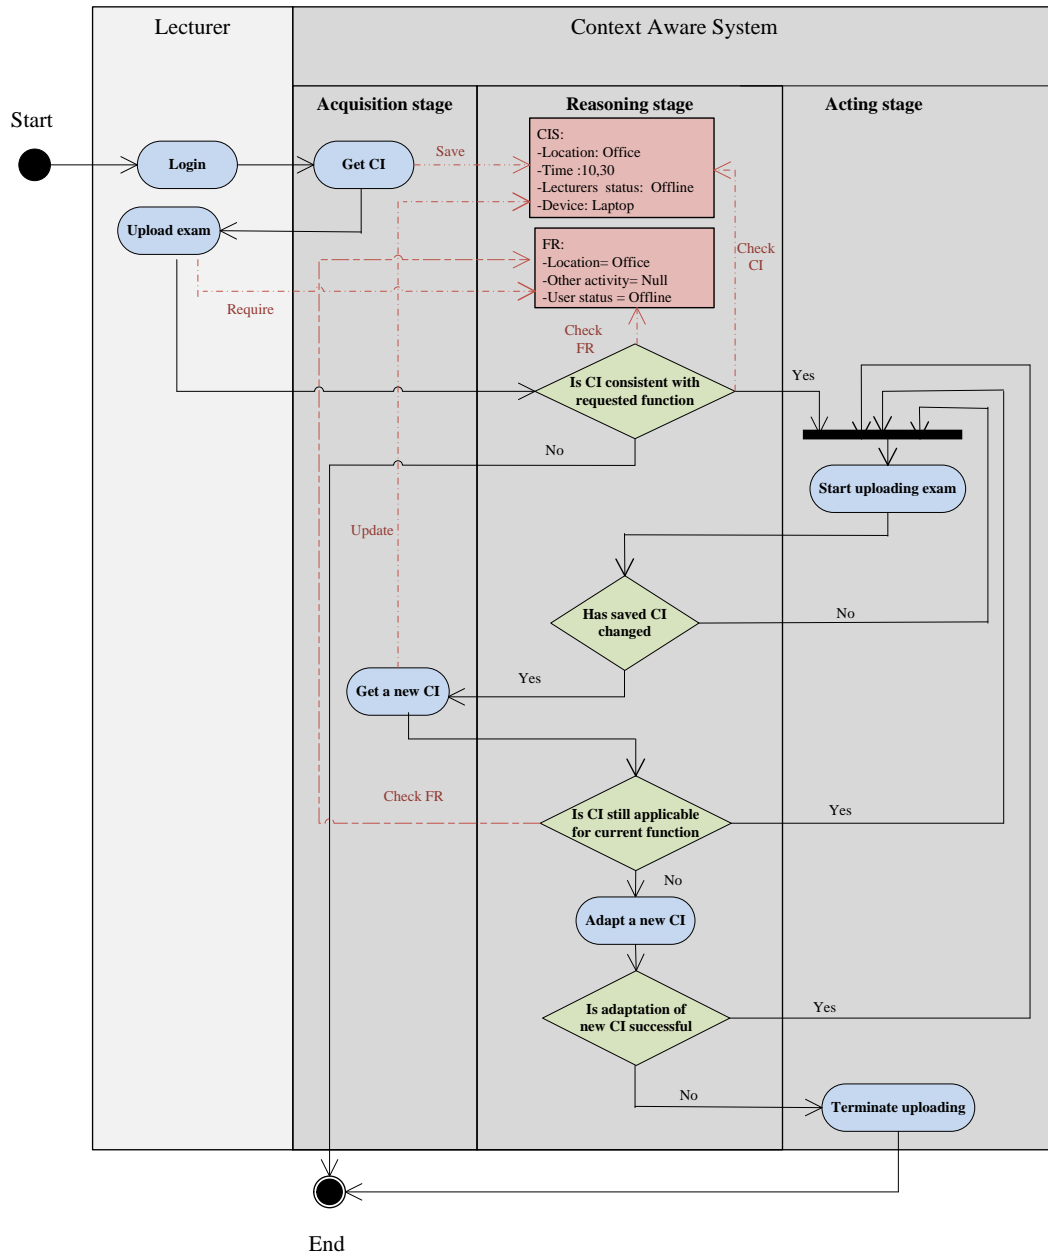 Lecturer
Context Aware System
Acquisition stage
Reasoning stage
Acting stage
Start
Login
Get CI
Save
CIS:
-Location: Office
-Time :10,30
-Lecturers status: Offline
-Device: Laptop
Upload exam
FR:
-Location= Office
-Other activity= Null
-User status = Offline
Check
CI
Require
Check
FR
Is CI consistent with
requested function
Yes
No
Start uploading exam
Update
Has saved CI
changed
No
Yes
Get a new CI
Check FR
Is CI still applicable
for current function
Yes
No
Adapt a new CI
Is adaptation of
new CI successful
Yes
No
Terminate uploading
End